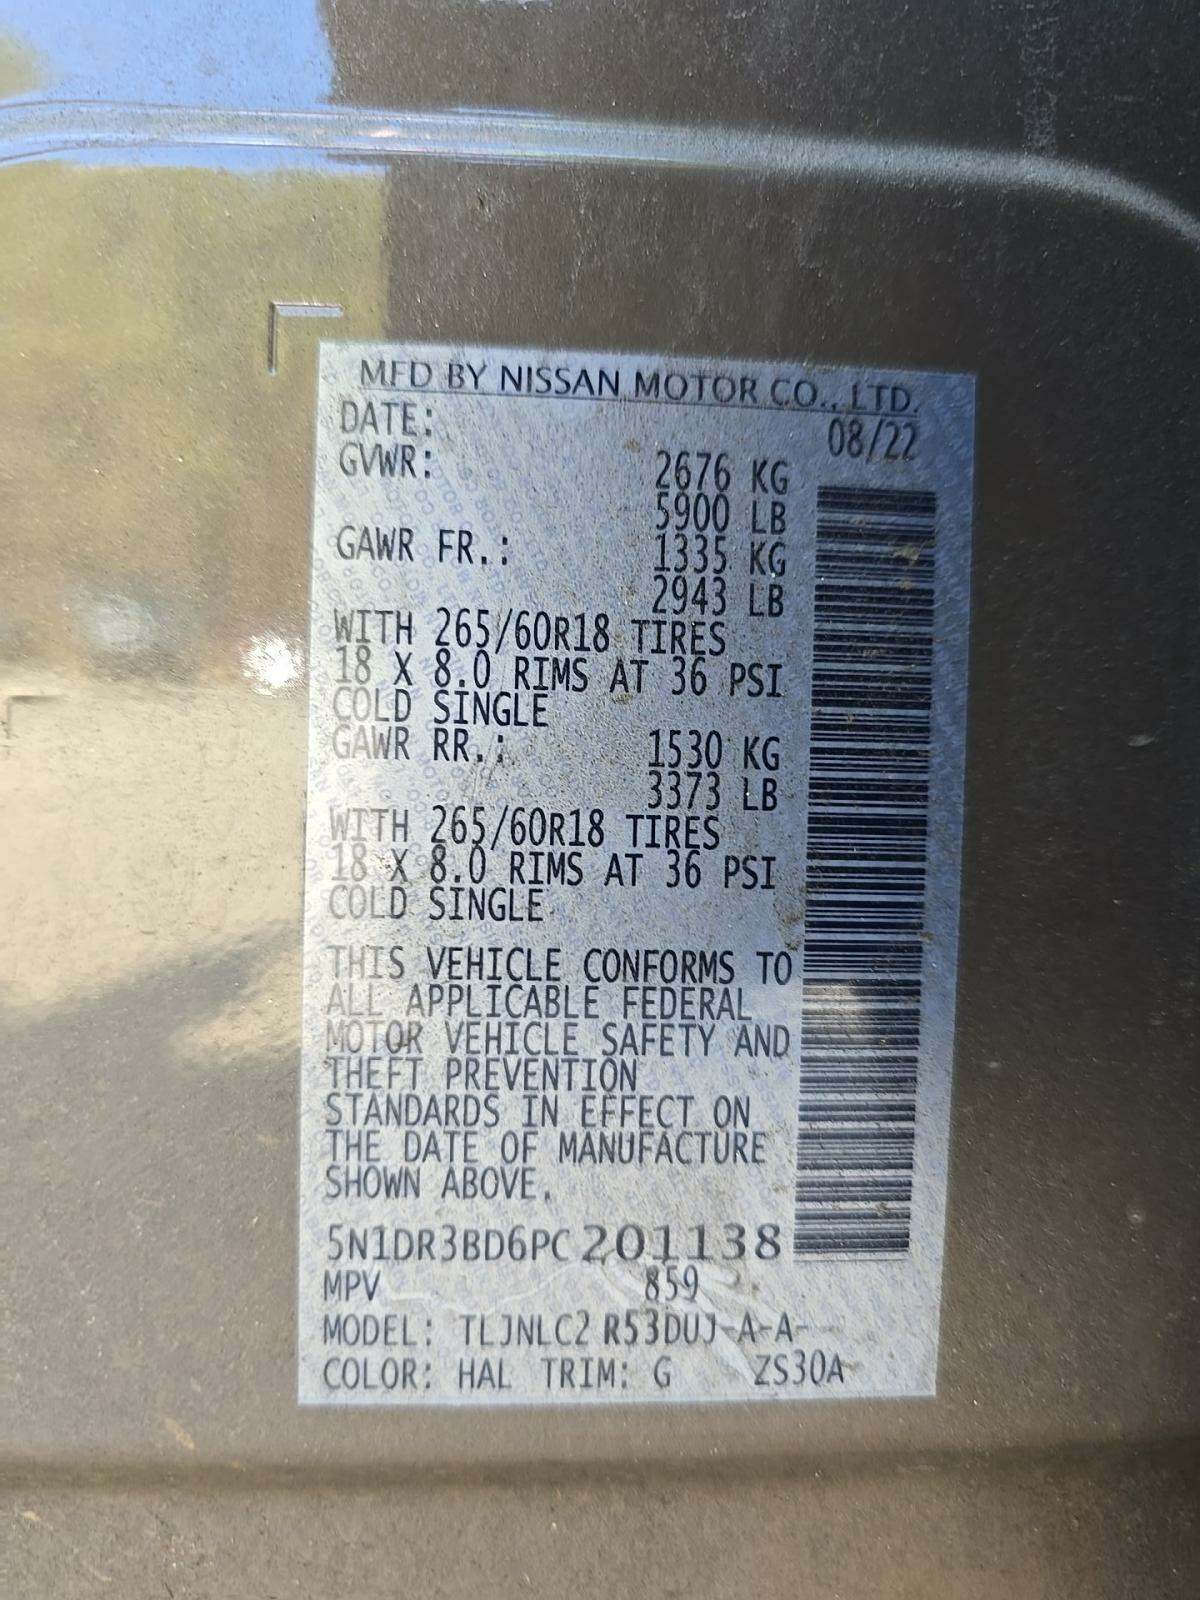 MFD BY NISSAN MOTOR CO., LTD.
DATE: 08/22
GVWR: 2676 KG
5900 LB
GAWR FR.: 1335 KG
2943 LB
WITH 265/60R18 TIRES
18 X 8.0 RIMS AT 36 PSI
COLD SINGLE
GAWR RR.: 1530 KG
3373 LB
WITH 265/60R18 TIRES
18 X 8.0 RIMS AT 36 PSI
COLD SINGLE
THIS VEHICLE CONFORMS TO
ALL APPLICABLE FEDERAL
MOTOR VEHICLE SAFETY AND
THEFT PREVENTION
STANDARDS IN EFFECT ON
THE DATE OF MANUFACTURE
SHOWN ABOVE.
5N1DR3BD6PC201138
MPV 859
MODEL: TLJNLC2 R53DUJ-A-A--
COLOR: HAL TRIM: G ZS30A